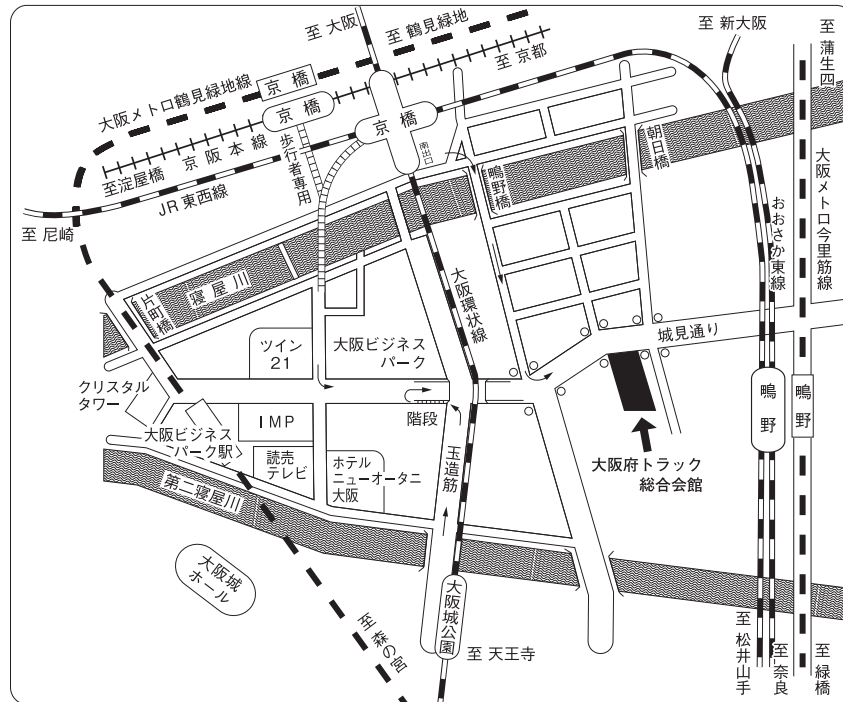 至 大阪
至 鶴見緑地
至 京都
至 新大阪
至 蒲生四
大阪メトロ鶴見緑地線
京 橋
京 橋
京 橋
至淀屋橋
京 阪 本 線
歩行者専用
南出口
JR 東西線
至 尼崎
鴫野橋
朝日橋
おおさか東線
大阪メトロ今里筋線
片町橋
寝屋川
大阪環状線
城見通り
ツイン
21
大阪ビジネス
パーク
クリスタル
タワー
IMP
階段
大阪ビジネス
パーク駅
読売
テレビ
ホテル
ニューオータニ
大阪
玉造筋
大阪府トラック
総合会館
鴫 野
鴫 野
第二寝屋川
大阪城
ホール
至 森の宮
大阪城公園
至 天王寺
至 松井山手
至 奈良
至 緑橋